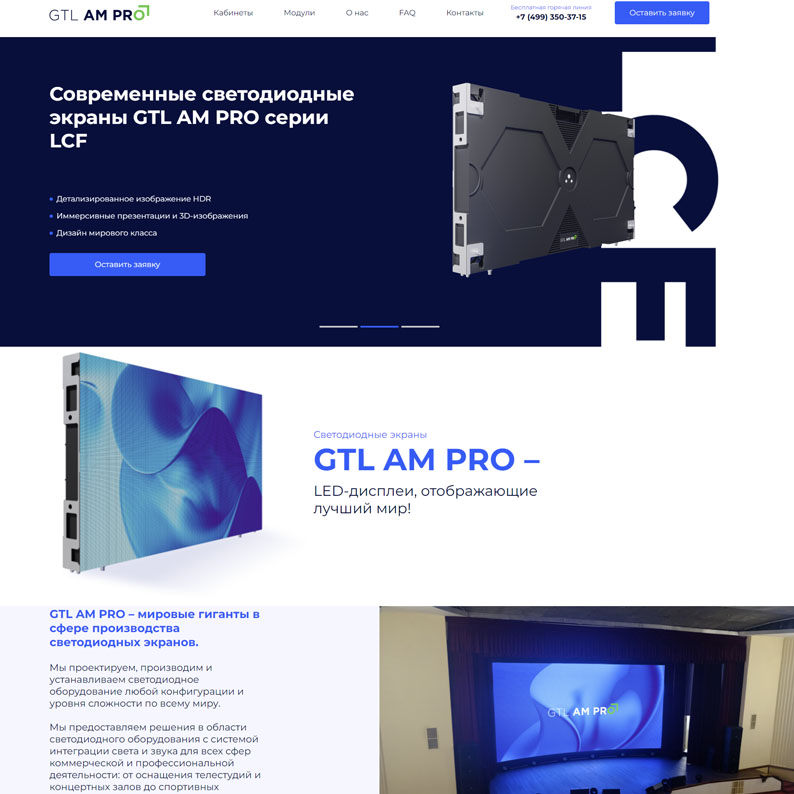 GTL AM PRO
Кабинеты
Модули
О нас
FAQ
Контакты
Бесплатная горячая линия
+7 (499) 350-37-15
Оставить заявку
Современные светодиодные
экраны GTL AM PRO серии
LCF
Детализированное изображение HDR
Иммерсивные презентации и 3D-изображения
Дизайн мирового класса
Оставить заявку
GTL AM PRO
LCF
Светодиодные экраны
GTL AM PRO –
LED-дисплеи, отображающие
лучший мир!
GTL AM PRO – мировые гиганты в
сфере производства
светодиодных экранов.
Мы проектируем, производим и
устанавливаем светодиодное
оборудование любой конфигурации и
уровня сложности по всему миру.
Мы предоставляем решения в области
светодиодного оборудования с системой
интеграции света и звука для всех сфер
коммерческой и профессиональной
деятельности: от оснащения телестудий и
концертных залов до спортивных
GTL AM PRO